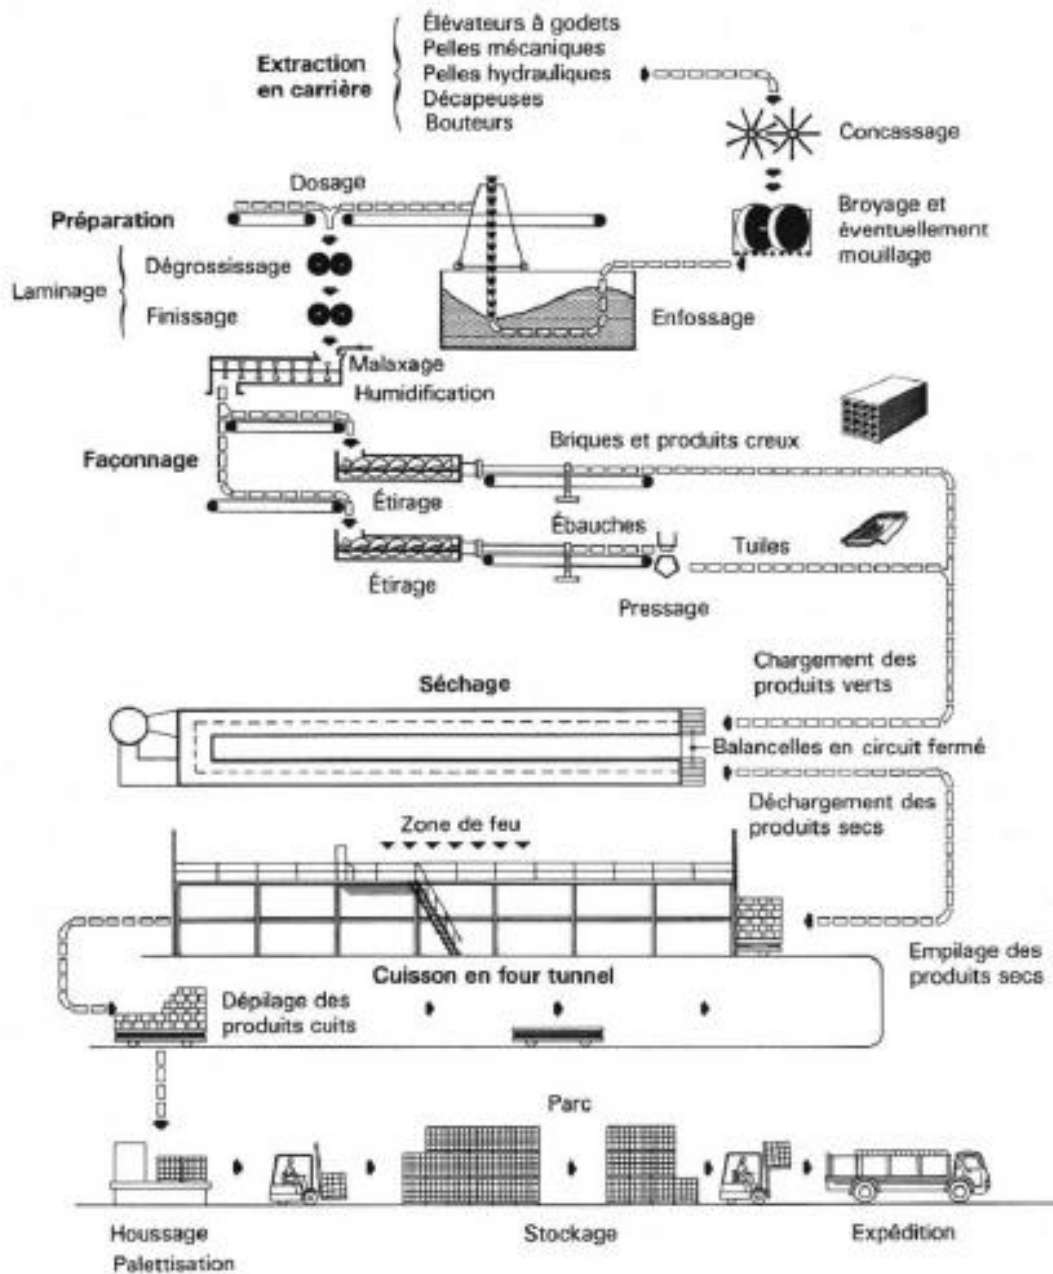 Élévateurs à godets
Pelles mécaniques
Extraction
en carrière
Pelles hydrauliques
Décapeuses
Bouteurs
Concassage
Dosage
Préparation
Broyage et
éventuellement
mouillage
Dégrossissage
Laminage
Finissage
Enfossage
Malaxage
Humidification
Briques et produits creux
Façonnage
Étirage
Ébauches
Tuiles
Étirage
Pressage
Chargement des
produits verts
Séchage
Balancelles en circuit fermé
Déchargement des
produits secs
Zone de feu
Empilage des
produits secs
Cuisson en four tunnel
Dépilage des
produits cuits
Parc
Houssage
Palettisation
Stockage
Expédition